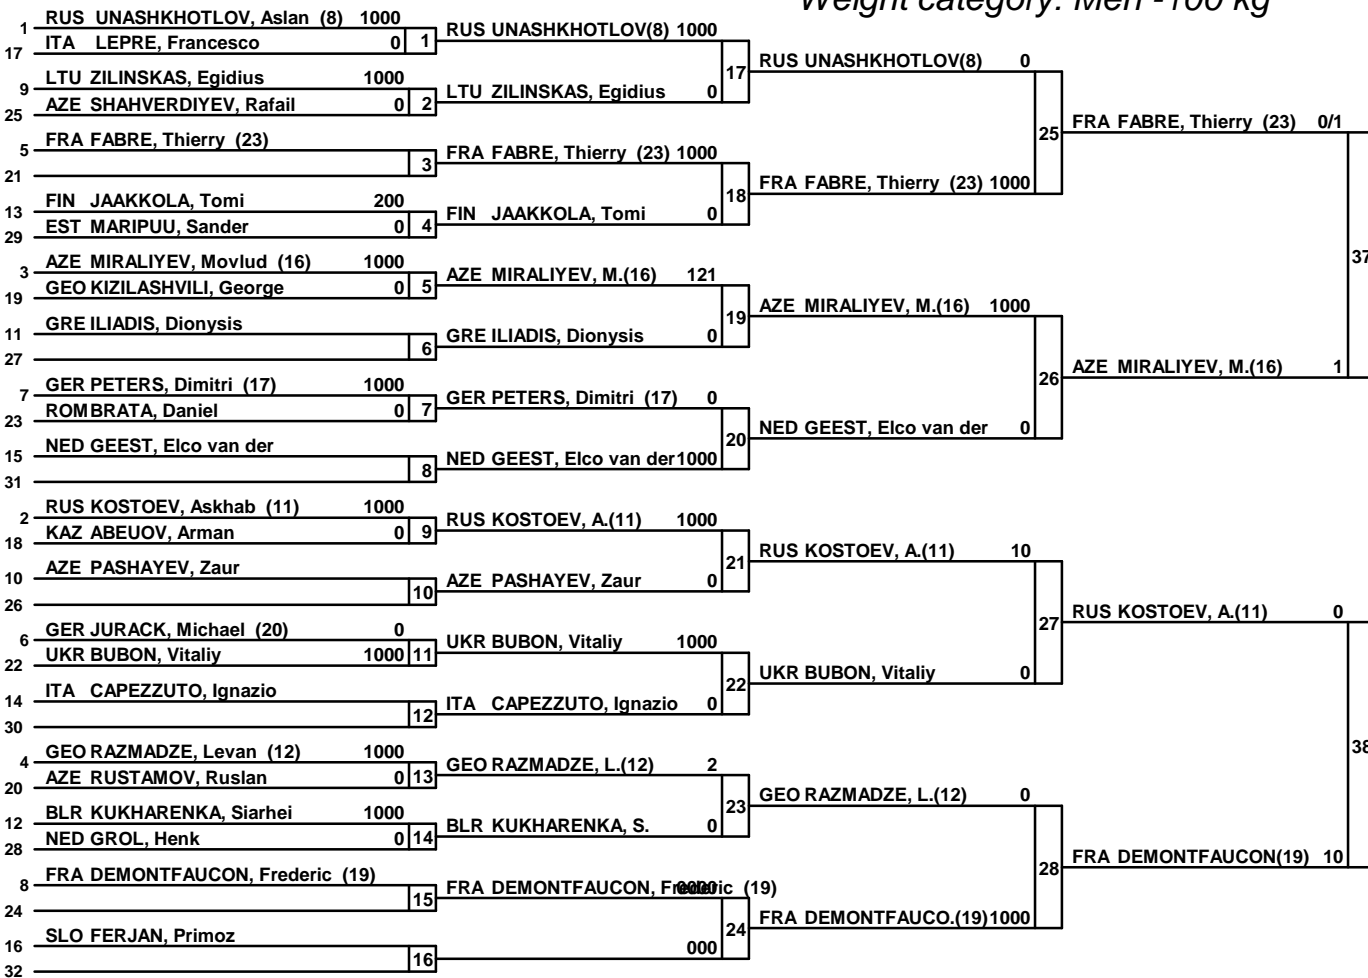 Weight category: Men -100 kg
1 RUS UNASHKHOTLOV, Aslan (8) 1000
17 ITA LEPRE, Francesco 0 1
9 LTU ZILINSKAS, Egidius 1000
25 AZE SHAHVERDIYEV, Rafail 0 2
5 FRA FABRE, Thierry (23)
21 3
13 FIN JAAKKOLA, Tomi 200
29 EST MARIPUU, Sander 0 4
3 AZE MIRALIYEV, Movlud (16) 1000
19 GEO KIZILASHVILI, George 0 5
11 GRE ILIADIS, Dionysis
27 6
7 GER PETERS, Dimitri (17) 1000
23 ROM BRATA, Daniel 0 7
15 NED GEEST, Elco van der
31 8
2 RUS KOSTOEV, Askhab (11) 1000
18 KAZ ABEUOV, Arman 0 9
10 AZE PASHAYEV, Zaur
26 10
6 GER JURACK, Michael (20) 0
22 UKR BUBON, Vitaliy 1000 11
14 ITA CAPEZZUTO, Ignazio
30 12
4 GEO RAZMADZE, Levan (12) 1000
20 AZE RUSTAMOV, Ruslan 0 13
12 BLR KUKHARENKA, Siarhei 1000
28 NED GROL, Henk 0 14
8 FRA DEMONTFAUCON, Frederic (19)
24 15
16 SLO FERJAN, Primoz
32 16
RUS UNASHKHOTLOV(8) 1000
17
LTU ZILINSKAS, Egidius 0
FRA FABRE, Thierry (23) 1000
18
FIN JAAKKOLA, Tomi 0
AZE MIRALIYEV, M.(16) 121
19
GRE ILIADIS, Dionysis 0
GER PETERS, Dimitri (17) 0
20
NED GEEST, Elco van der 1000
RUS KOSTOEV, A.(11) 1000
21
AZE PASHAYEV, Zaur 0
UKR BUBON, Vitaliy 1000
22
ITA CAPEZZUTO, Ignazio 0
GEO RAZMADZE, L.(12) 2
23
BLR KUKHARENKA, S. 0
FRA DEMONTFAUCON, Frederic (19)
24
000
RUS UNASHKHOTLOV(8) 0
25
FRA FABRE, Thierry (23) 1000
AZE MIRALIYEV, M.(16) 1000
26
NED GEEST, Elco van der 0
RUS KOSTOEV, A.(11) 10
27
UKR BUBON, Vitaliy 0
GEO RAZMADZE, L.(12) 0
28
FRA DEMONTFAUCO.(19) 1000
FRA FABRE, Thierry (23) 0/1
37
AZE MIRALIYEV, M.(16) 1
RUS KOSTOEV, A.(11) 0
38
FRA DEMONTFAUCON(19) 10